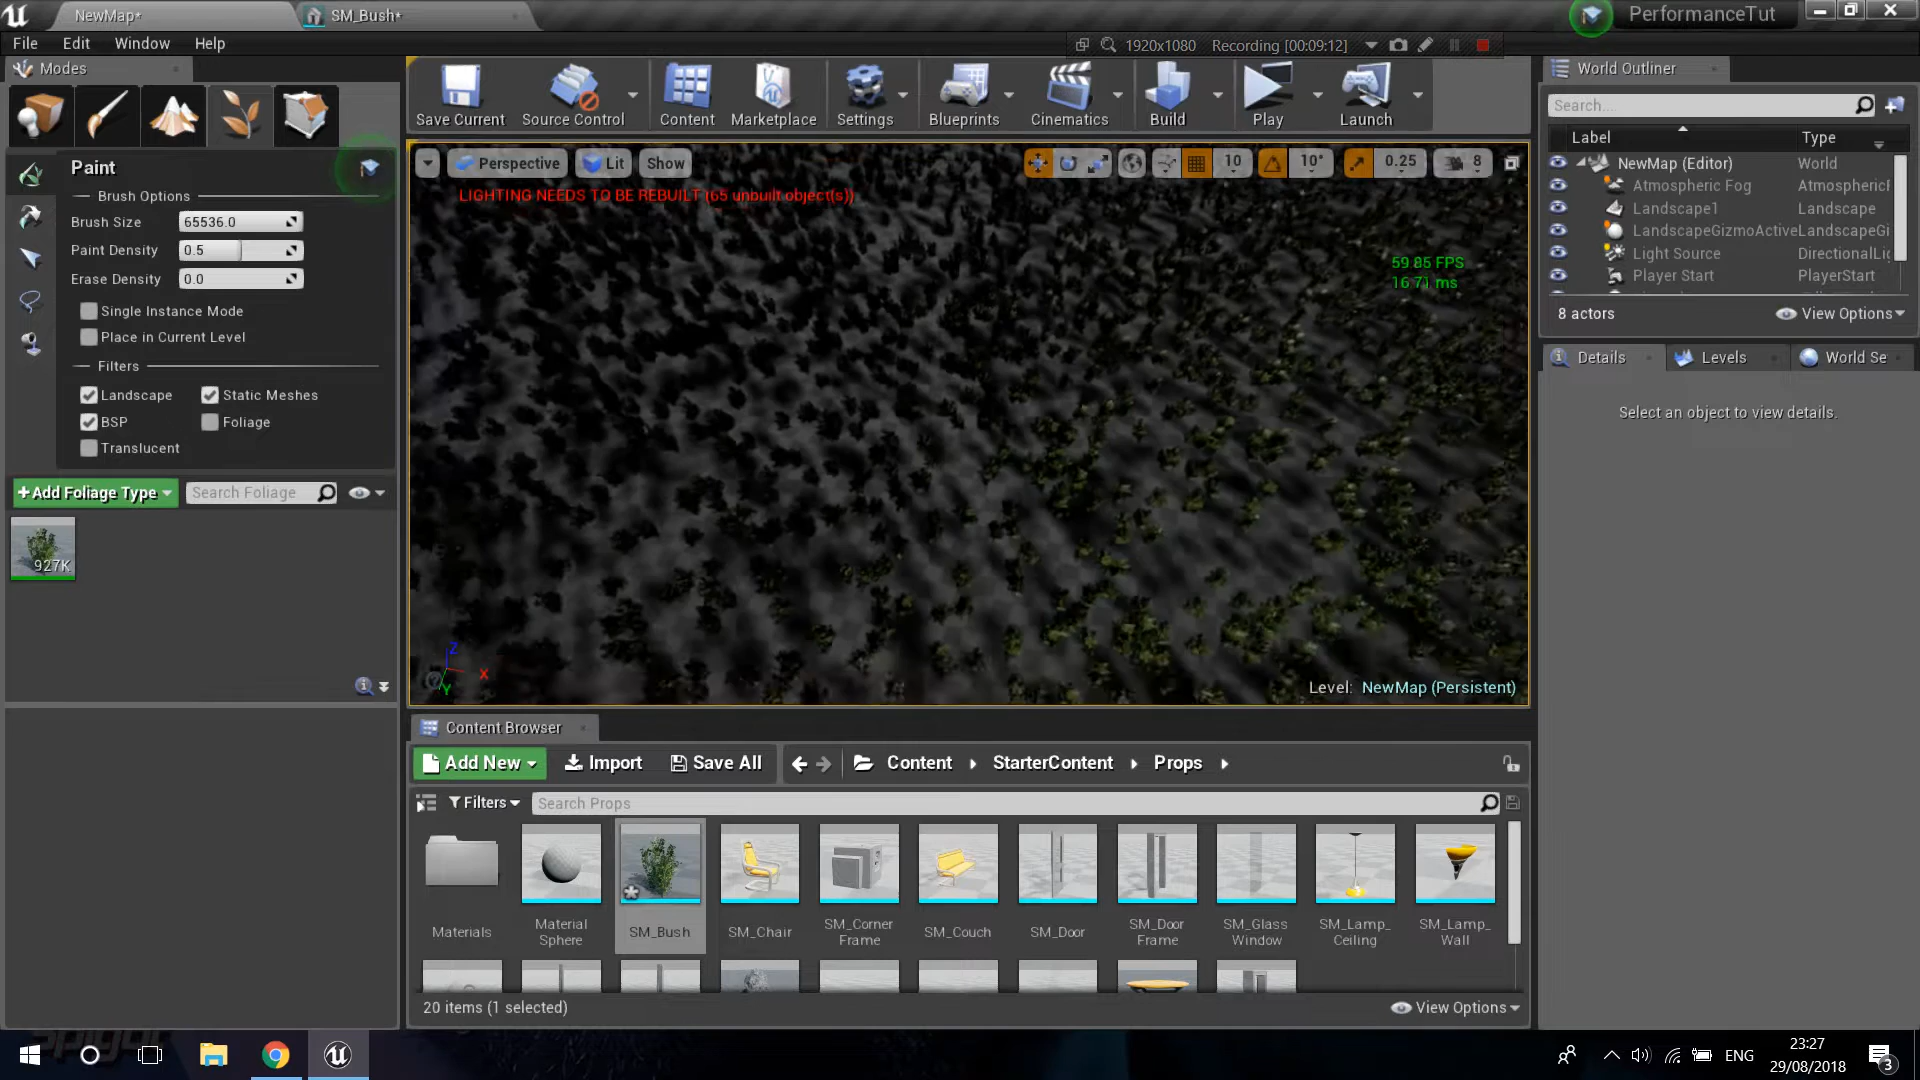 NewMap*
SM_Bush*
PerformanceTut
File Edit Window Help
1920x1080 Recording [00:09:12]
Modes
Save Current
Source Control
Content
Marketplace
Settings
Blueprints
Cinematics
Build
Play
Launch
World Outliner
Search...
Label Type
NewMap (Editor) World
Atmospheric Fog AtmosphericF
Landscape1 Landscape
LandscapeGizmoActive LandscapeGi
Light Source DirectionalLig
Player Start PlayerStart
8 actors
View Options
Details
Levels
World Se
Select an object to view details.
Paint
Brush Options
Brush Size 65536.0
Paint Density 0.5
Erase Density 0.0
Single Instance Mode
Place in Current Level
Filters
Landscape Static Meshes
BSP Foliage
Translucent
+Add Foliage Type
Search Foliage
927K
Perspective Lit Show
10 10° 0.25 8
LIGHTING NEEDS TO BE REBUILT (65 unbuilt object(s))
59.85 FPS
16.71 ms
Z
X
Y
Level: NewMap (Persistent)
Content Browser
Add New Import Save All Content StarterContent Props
Filters Search Props
Materials
Material Sphere
SM_Bush
SM_Chair
SM_Corner Frame
SM_Couch
SM_Door
SM_Door Frame
SM_Glass Window
SM_Lamp_ Ceiling
SM_Lamp_ Wall
20 items (1 selected)
View Options
ENG
23:27
29/08/2018
3